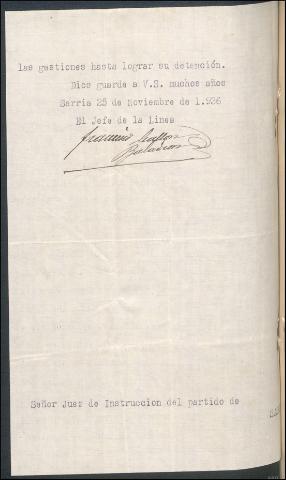 las gestiones hasta lograr su detención.
Dios guarde a V.S. muchos años
Sarria 25 de Noviembre de 1.936
El Jefe de la Linea
Señor Juez de Instruccion del partido de